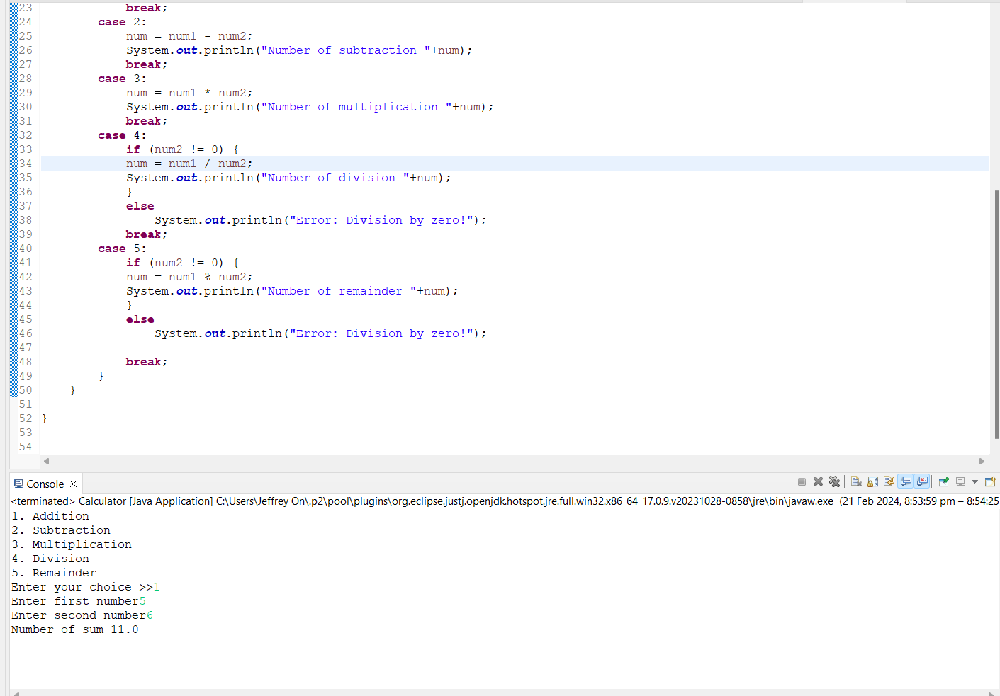 23 break;
24 case 2:
25 num = num1 - num2;
26 System.out.println("Number of subtraction "+num);
27 break;
28 case 3:
29 num = num1 * num2;
30 System.out.println("Number of multiplication "+num);
31 break;
32 case 4:
33 if (num2 != 0) {
34 num = num1 / num2;
35 System.out.println("Number of division "+num);
36 }
37 else
38 System.out.println("Error: Division by zero!");
39 break;
40 case 5:
41 if (num2 != 0) {
42 num = num1 % num2;
43 System.out.println("Number of remainder "+num);
44 }
45 else
46 System.out.println("Error: Division by zero!");
47
48 break;
49 }
50 }
51
52 }
53
54
Console
<terminated> Calculator [Java Application] C:\Users\Jeffrey On\.p2\pool\plugins\org.eclipse.justj.openjdk.hotspot.jre.full.win32.x86_64_17.0.9.v20231028-0858\jre\bin\javaw.exe (21 Feb 2024, 8:53:59 pm – 8:54:25
1. Addition
2. Subtraction
3. Multiplication
4. Division
5. Remainder
Enter your choice >>1
Enter first number5
Enter second number6
Number of sum 11.0